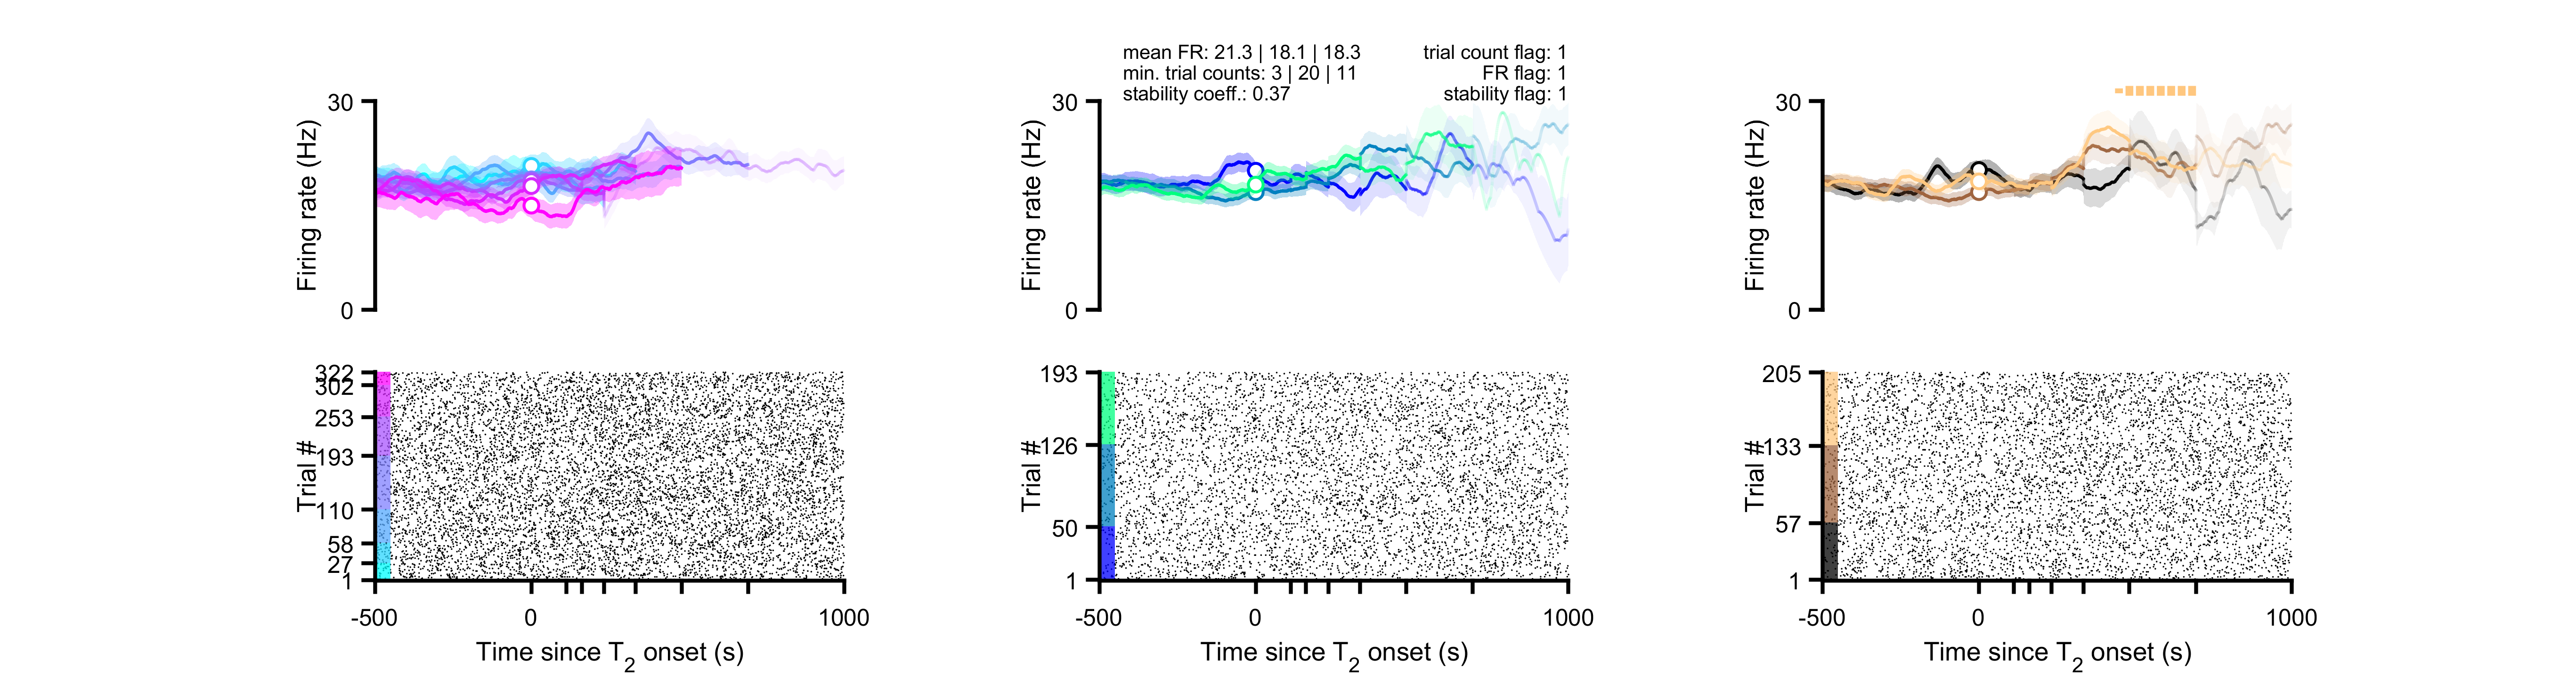 mean FR: 21.3 | 18.1 | 18.3
min. trial counts: 3 | 20 | 11
stability coeff.: 0.37
trial count flag: 1
FR flag: 1
stability flag: 1
30
Firing rate (Hz)
0
30
Firing rate (Hz)
0
30
Firing rate (Hz)
0
322
302
253
193
110
58
27
1
Trial #
-500
0
1000
Time since T2 onset (s)
193
126
50
1
Trial #
-500
0
1000
Time since T2 onset (s)
205
133
57
1
Trial #
-500
0
1000
Time since T2 onset (s)